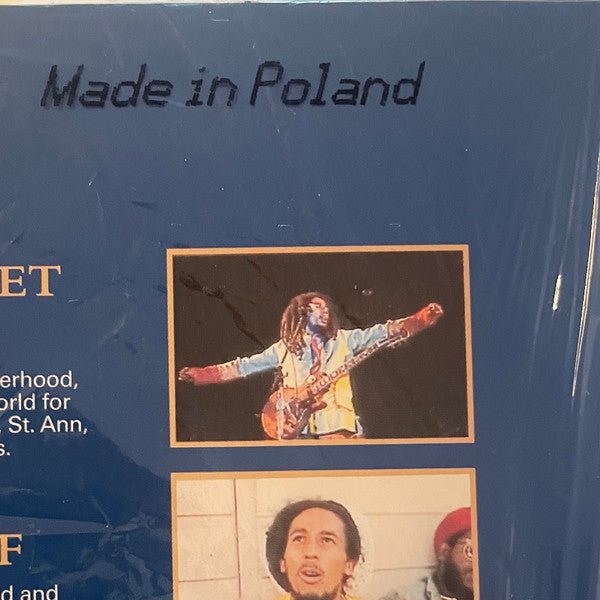 Made in Poland
ET
erhood,
orld for
, St. Ann,
s.
F
d and